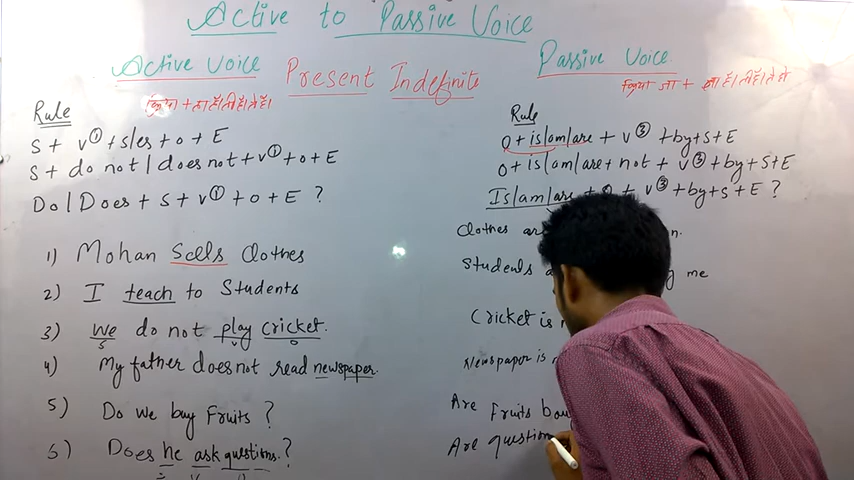 Active to Passive Voice
Active Voice
Present Indefinite
Passive Voice
Rule
S + V① + s/es + O + E
S + do not / does not + V① + O + E
Do / Does + S + V① + O + E ?
1) Mohan Sells Clothes
2) I teach to Students
3) we do not play cricket.
S V O
4) My father does not read newspaper.
5) Do we buy Fruits ?
6) Does he ask questions. ?
Rule
O + is/am/are + V③ + by + S + E
O + is/am/are + not + V③ + by + S + E
Is/am/are + O + V③ + by + S + E ?
Clothes
Students me
Cricket is
Newspaper is
Are Fruits
Are question